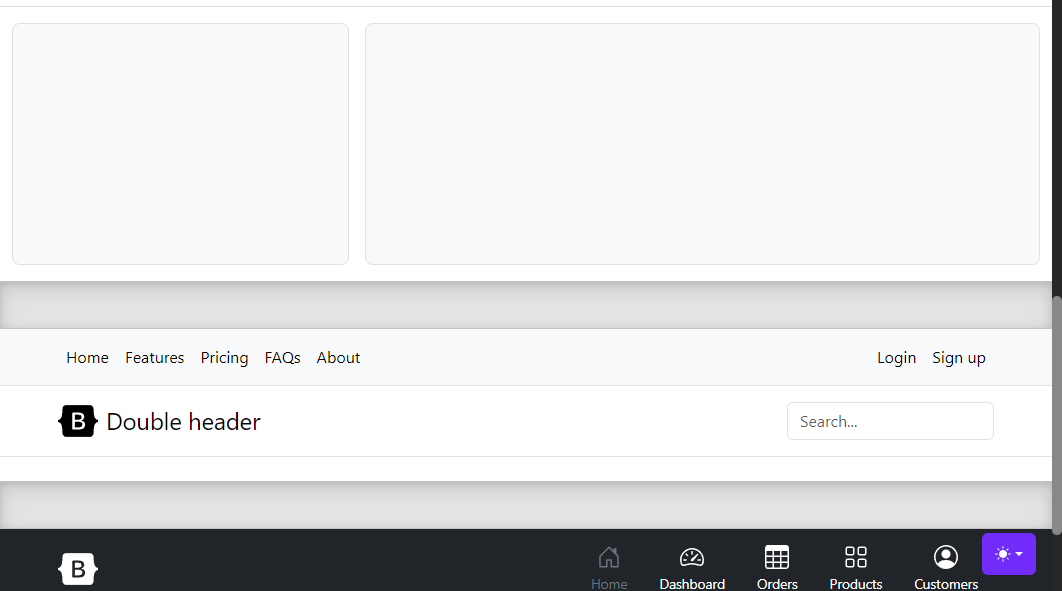 Home Features Pricing FAQs About Login Sign up
B Double header Search...
B
Home Dashboard Orders Products Customers